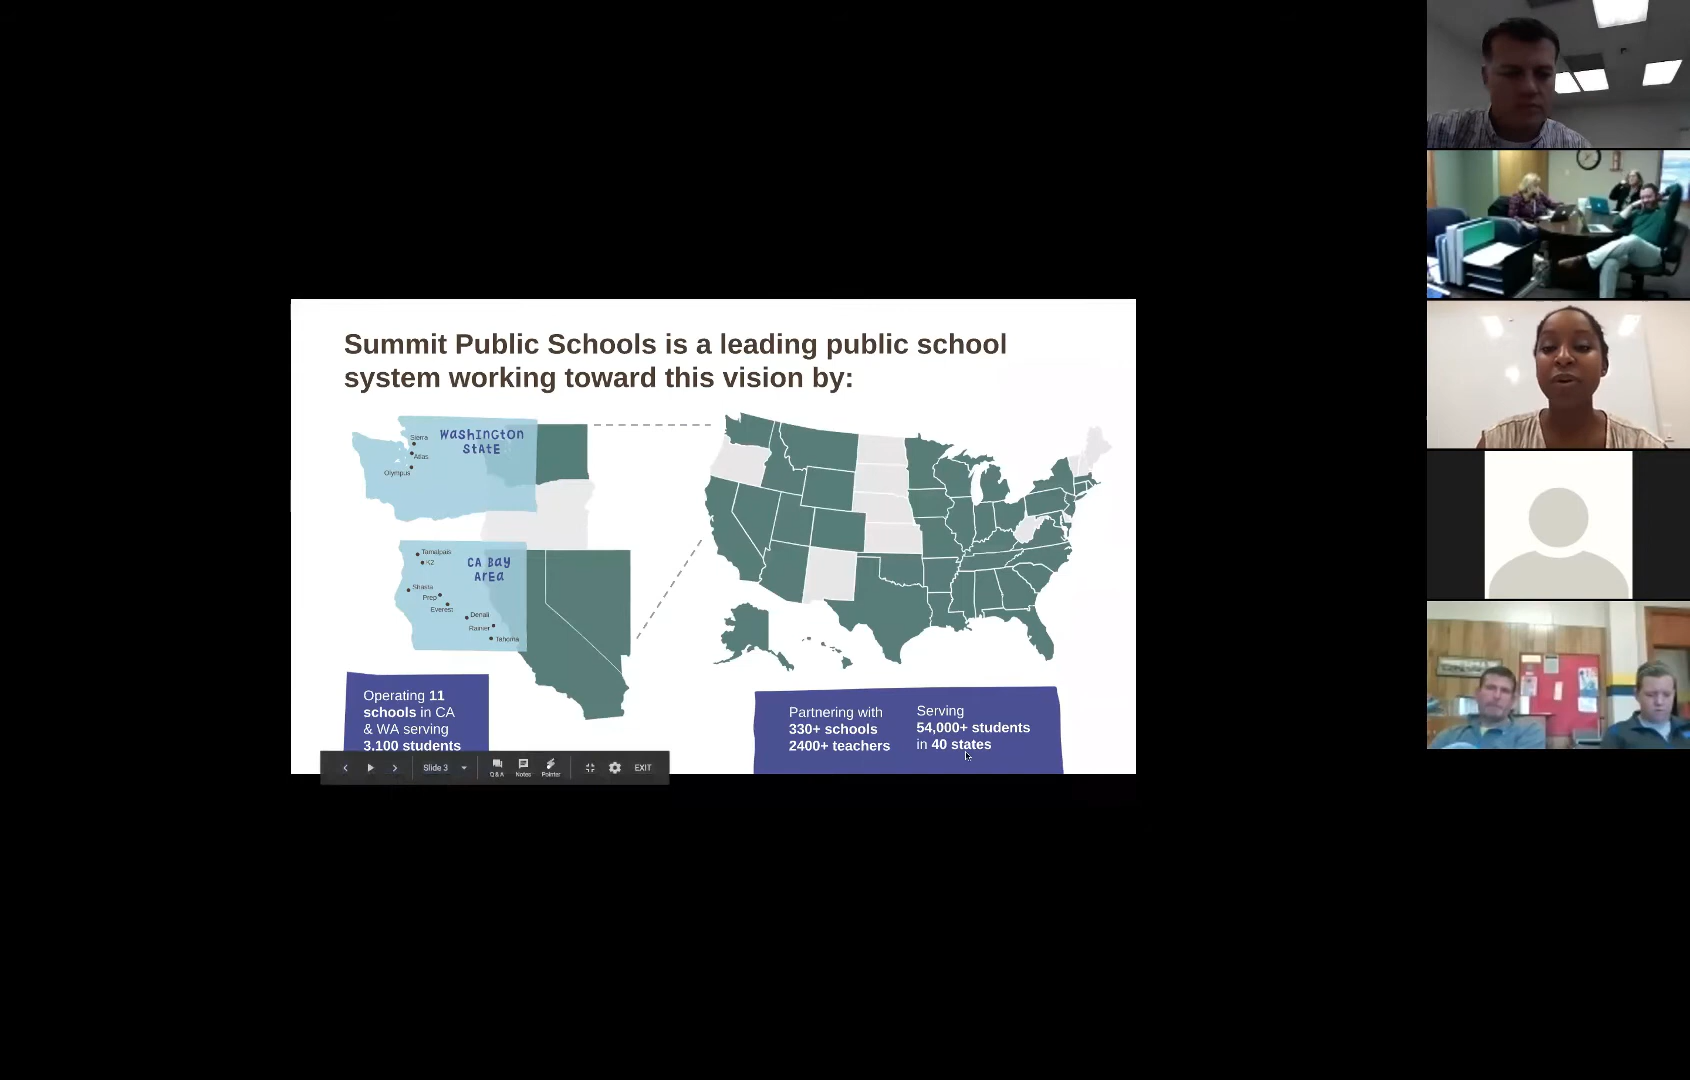 Summit Public Schools is a leading public school
system working toward this vision by:
Washington
State
Sierra
Atlas
Olympus
CA Bay
Area
Tamalpais
K2
Shasta
Prep
Everest
Denali
Rainier
Tahoma
Operating 11
schools in CA
& WA serving
3,100 students
Partnering with
330+ schools
2400+ teachers
Serving
54,000+ students
in 40 states
Slide 3
Q&A
Notes
Pointer
EXIT